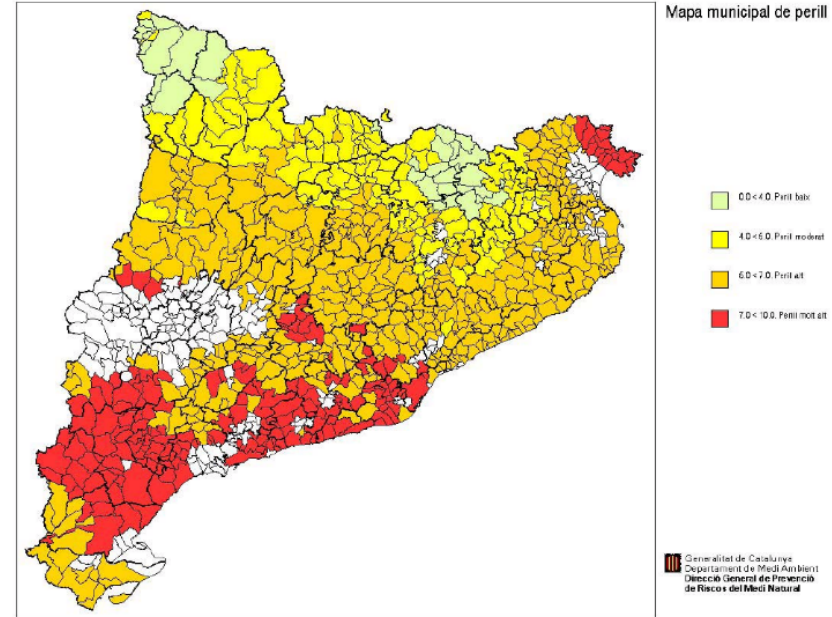 Mapa municipal de perill
0.0 < 4.0. Perill baix
4.0 < 6.0. Perill moderat
6.0 < 7.0. Perill alt
7.0 < 10.0. Perill molt alt
Generalitat de Catalunya
Departament de Medi Ambient
Direcció General de Prevenció
de Riscos del Medi Natural